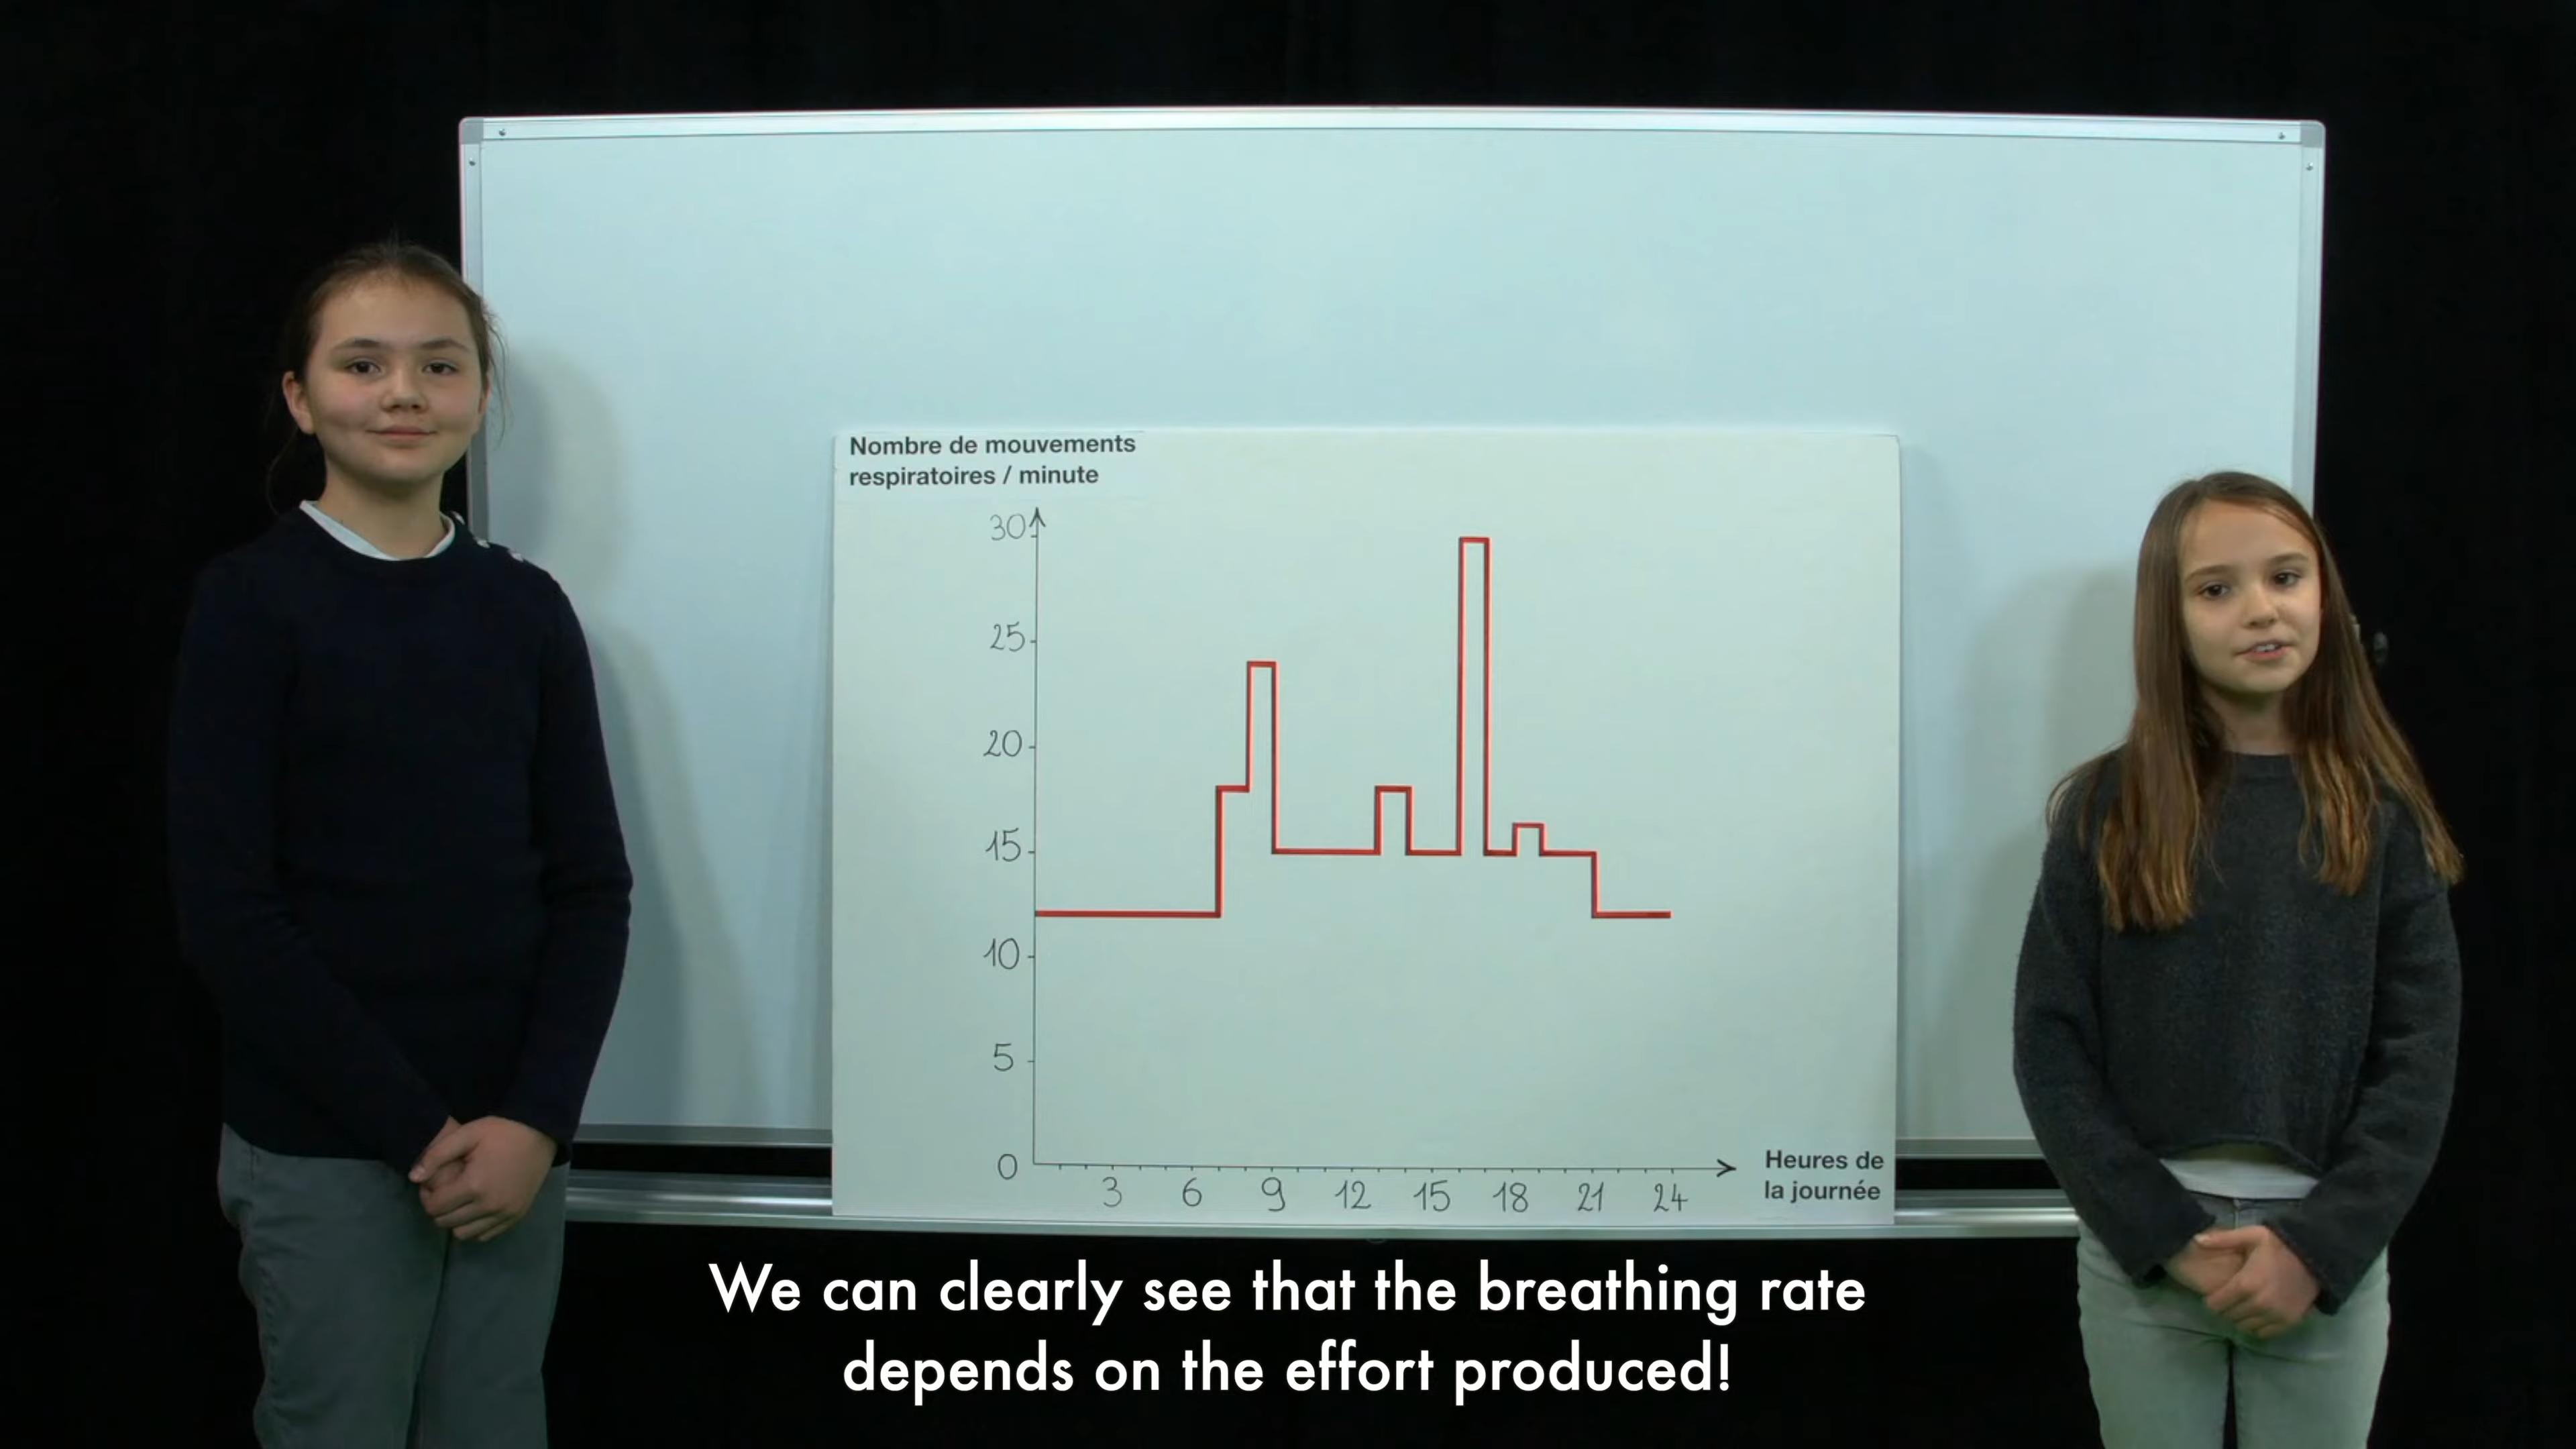 Nombre de mouvements
respiratoires / minute
30
25
20
15
10
5
0
3 6 9 12 15 18 21 24
Heures de
la journée
We can clearly see that the breathing rate
depends on the effort produced!